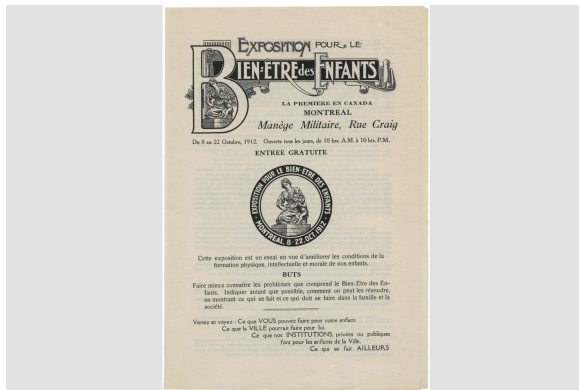 EXPOSITION POUR LE
BIEN-ÊTRE des ENFANTS
LA PREMIERE EN CANADA
MONTREAL
Manège Militaire, Rue Craig
Du 8 au 22 Octobre, 1912. Ouverte tous les jours, de 10 hrs. A.M. à 10 hrs. P.M.
ENTREE GRATUITE
EXPOSITION POUR LE BIEN-ETRE DES ENFANTS
MONTREAL, 8-22, OCT. 1912
Cette exposition est un essai en vue d'améliorer les conditions de la
formation physique, intellectuelle et morale de nos enfants.
BUTS
Faire mieux connaitre les problèmes que comprend le Bien-Etre des En-
fants. Indiquer autant que possible, comment on peut les résoudre,
en montrant ce qui se fait et ce qui doit se faire dans la famille et la
société.
Venez et voyez : Ce que VOUS pouvez faire pour votre enfant.
Ce que la VILLE pourrait faire pour lui.
Ce que nos INSTITUTIONS, privées ou publiques
font pour les enfants de la Ville.
Ce qui se fait AILLEURS